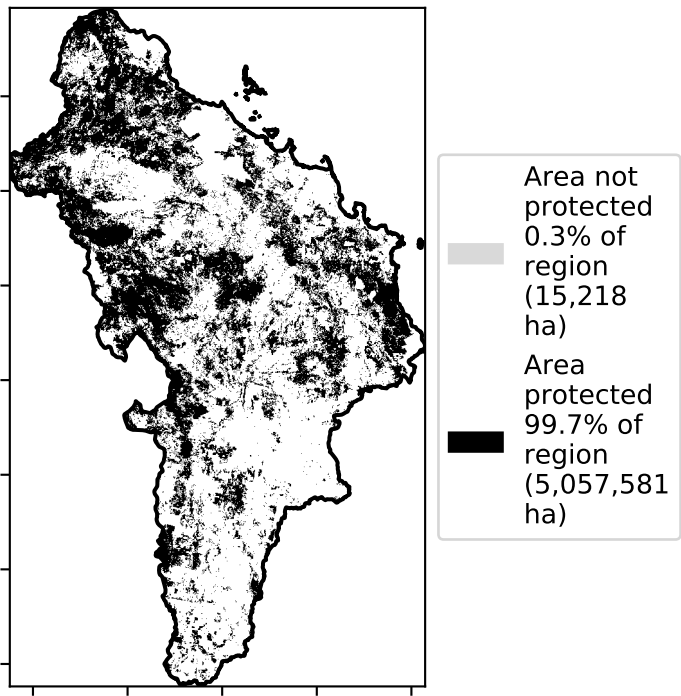 Area not
protected
0.3% of
region
(15,218
ha)
Area
protected
99.7% of
region
(5,057,581
ha)